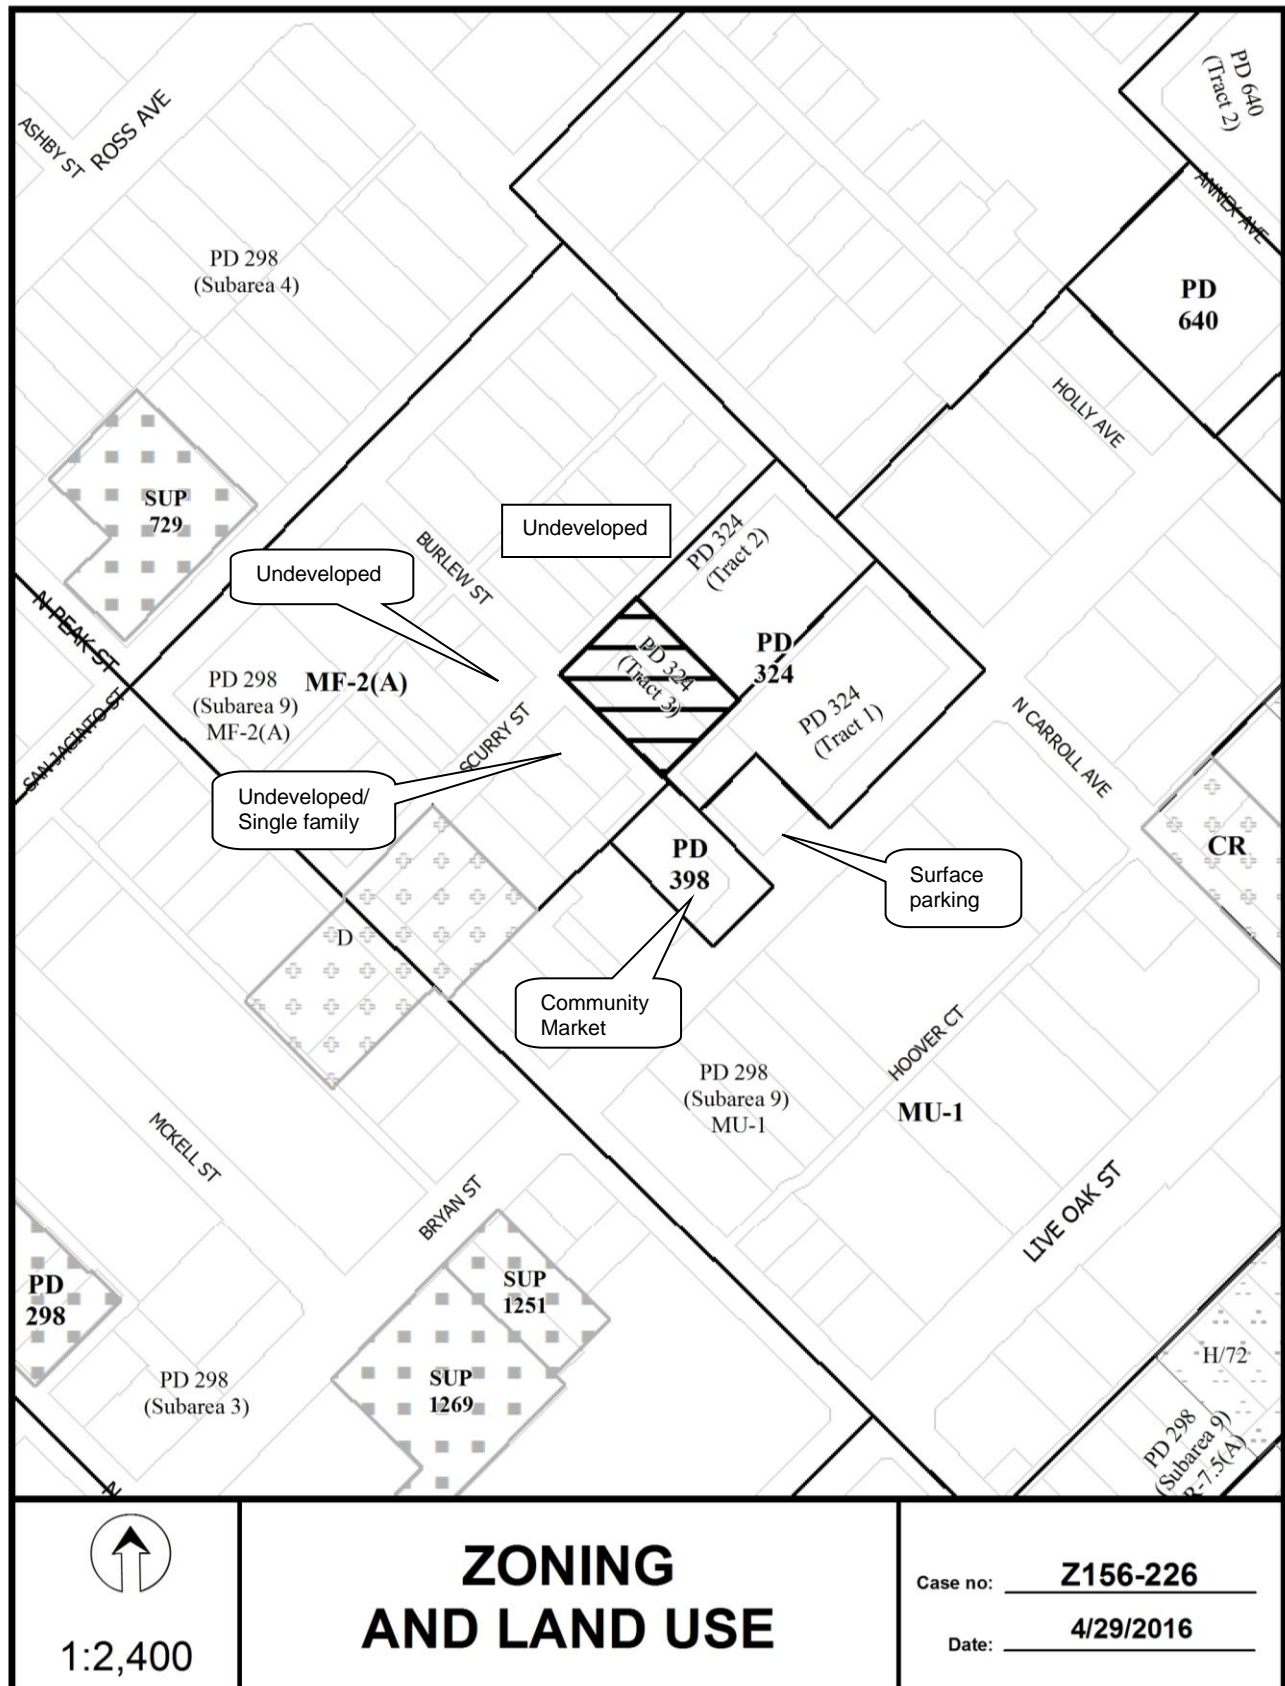 PD 640
(Tract 2)
ASHBY ST
ROSS AVE
ANNEX AVE
PD 298
(Subarea 4)
PD
640
HOLLY AVE
SUP
729
Undeveloped
PD 324
(Tract 2)
BURLEW ST
Undeveloped
N PEAK ST
PD 324
(Tract 3)
PD
324
PD 298
(Subarea 9)
MF-2(A)
MF-2(A)
PD 324
(Tract 1)
SAN JACINTO ST
SCURRY ST
N CARROLL AVE
Undeveloped/
Single family
PD
398
CR
Surface
parking
D
Community
Market
HOOVER CT
PD 298
(Subarea 9)
MU-1
MU-1
MCKELL ST
BRYAN ST
LIVE OAK ST
PD
298
SUP
1251
H/72
PD 298
(Subarea 3)
SUP
1269
PD 298
(Subarea 9)
R-7.5(A)
N
1:2,400
ZONING
AND LAND USE
Case no: Z156-226
Date: 4/29/2016